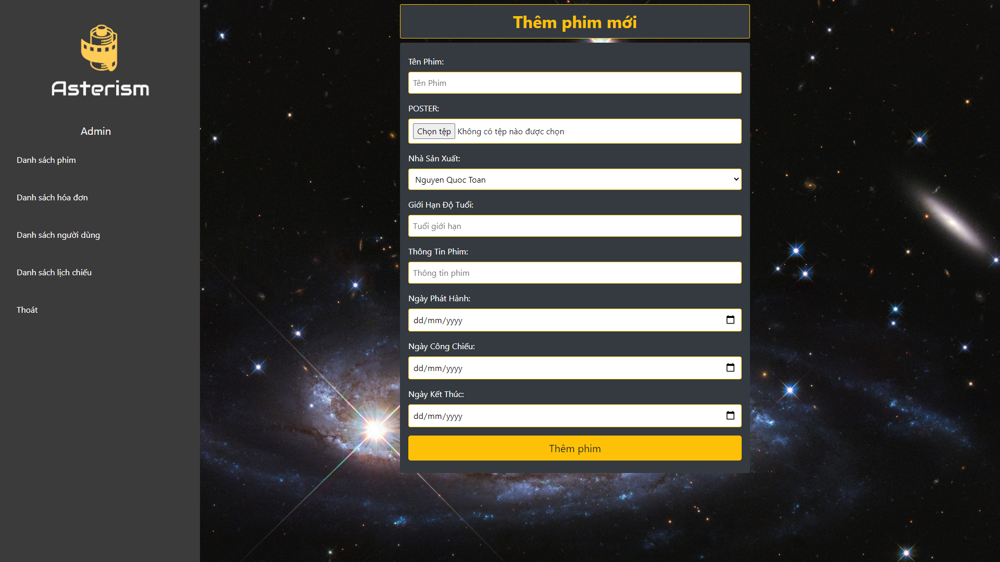 Asterism
Admin
Danh sách phim
Danh sách hóa đơn
Danh sách người dùng
Danh sách lịch chiếu
Thoát
Thêm phim mới
Tên Phim:
Tên Phim
POSTER:
Chọn tệp Không có tệp nào được chọn
Nhà Sản Xuất:
Nguyen Quoc Toan
Giới Hạn Độ Tuổi:
Tuổi giới hạn
Thông Tin Phim:
Thông tin phim
Ngày Phát Hành:
dd/mm/yyyy
Ngày Công Chiếu:
dd/mm/yyyy
Ngày Kết Thúc:
dd/mm/yyyy
Thêm phim